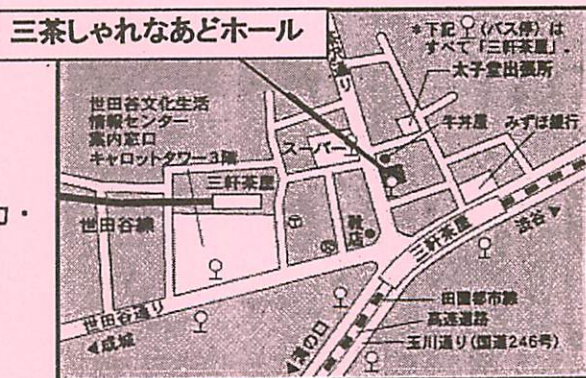 三茶しゃれなあどホール
*下記 (バス停) は
すべて「三軒茶屋」.
太子堂出張所
世田谷文化生活
情報センター
案内窓口
キャロットタワー3階
スーパー
牛丼屋
みずほ銀行
三軒茶屋
世田谷線
靴店
三軒茶屋
渋谷▶
世田谷通り
◀成城
◀溝の口
田園都市線
高速道路
玉川通り(国道246号)